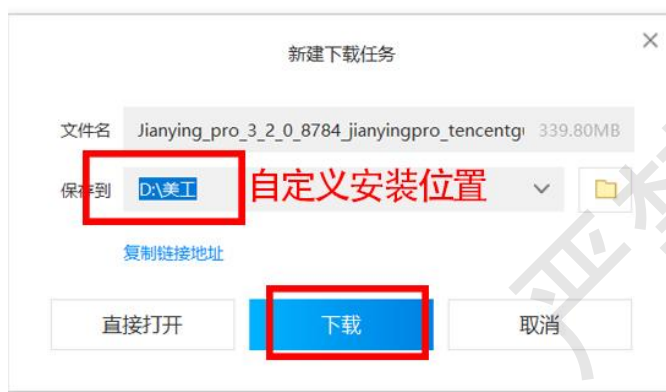 新建下载任务
文件名 Jianying_pro_3_2_0_8784_jianyingpro_tencentg 339.80MB
保存到 D:\美工 自定义安装位置
复制链接地址
直接打开 下载 取消
严